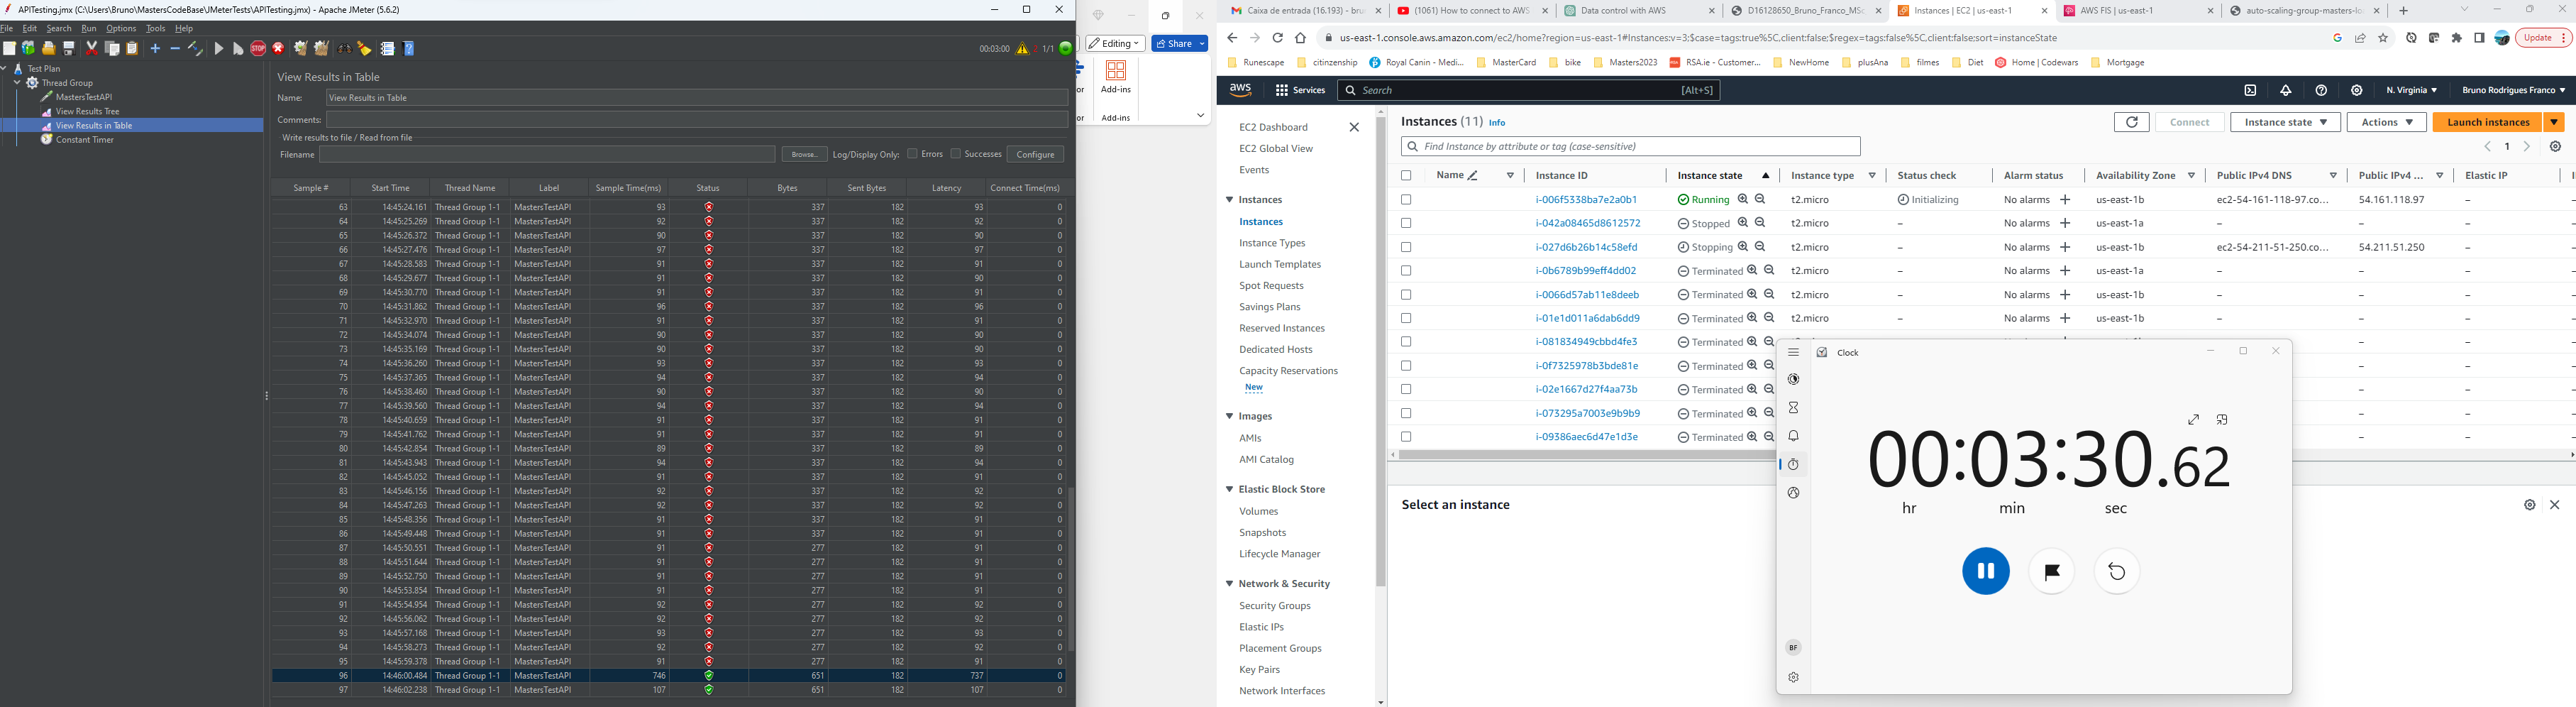 APITesting.jmx (C:\Users\Bruno\MastersCodeBase\JMeterTests\APITesting.jmx) - Apache JMeter (5.6.2)
File Edit Search Run Options Tools Help
00:03:00 1/1
Test Plan
Thread Group
MastersTestAPI
View Results Tree
View Results in Table
Constant Timer
View Results in Table
Name: View Results in Table
Comments:
Write results to file / Read from file
Filename Browse... Log/Display Only: Errors Successes Configure
Sample # Start Time Thread Name Label Sample Time(ms) Status Bytes Sent Bytes Latency Connect Time(ms)
63 14:45:24.161 Thread Group 1-1 MastersTestAPI 93 337 182 93 0
64 14:45:25.269 Thread Group 1-1 MastersTestAPI 92 337 182 92 0
65 14:45:26.372 Thread Group 1-1 MastersTestAPI 90 337 182 90 0
66 14:45:27.476 Thread Group 1-1 MastersTestAPI 97 337 182 97 0
67 14:45:28.583 Thread Group 1-1 MastersTestAPI 91 337 182 91 0
68 14:45:29.677 Thread Group 1-1 MastersTestAPI 91 337 182 90 0
69 14:45:30.770 Thread Group 1-1 MastersTestAPI 91 337 182 91 0
70 14:45:31.862 Thread Group 1-1 MastersTestAPI 96 337 182 96 0
71 14:45:32.970 Thread Group 1-1 MastersTestAPI 91 337 182 91 0
72 14:45:34.074 Thread Group 1-1 MastersTestAPI 90 337 182 90 0
73 14:45:35.169 Thread Group 1-1 MastersTestAPI 90 337 182 90 0
74 14:45:36.260 Thread Group 1-1 MastersTestAPI 93 337 182 93 0
75 14:45:37.365 Thread Group 1-1 MastersTestAPI 94 337 182 94 0
76 14:45:38.460 Thread Group 1-1 MastersTestAPI 90 337 182 90 0
77 14:45:39.560 Thread Group 1-1 MastersTestAPI 94 337 182 94 0
78 14:45:40.659 Thread Group 1-1 MastersTestAPI 91 337 182 91 0
79 14:45:41.762 Thread Group 1-1 MastersTestAPI 91 337 182 91 0
80 14:45:42.854 Thread Group 1-1 MastersTestAPI 89 337 182 89 0
81 14:45:43.943 Thread Group 1-1 MastersTestAPI 94 337 182 94 0
82 14:45:45.052 Thread Group 1-1 MastersTestAPI 91 337 182 91 0
83 14:45:46.156 Thread Group 1-1 MastersTestAPI 92 337 182 92 0
84 14:45:47.263 Thread Group 1-1 MastersTestAPI 92 337 182 92 0
85 14:45:48.356 Thread Group 1-1 MastersTestAPI 91 337 182 91 0
86 14:45:49.448 Thread Group 1-1 MastersTestAPI 91 337 182 91 0
87 14:45:50.551 Thread Group 1-1 MastersTestAPI 91 277 182 91 0
88 14:45:51.644 Thread Group 1-1 MastersTestAPI 91 277 182 91 0
89 14:45:52.750 Thread Group 1-1 MastersTestAPI 91 277 182 91 0
90 14:45:53.854 Thread Group 1-1 MastersTestAPI 91 277 182 91 0
91 14:45:54.954 Thread Group 1-1 MastersTestAPI 92 277 182 92 0
92 14:45:56.062 Thread Group 1-1 MastersTestAPI 92 277 182 92 0
93 14:45:57.168 Thread Group 1-1 MastersTestAPI 93 277 182 93 0
94 14:45:58.273 Thread Group 1-1 MastersTestAPI 92 277 182 92 0
95 14:45:59.378 Thread Group 1-1 MastersTestAPI 91 277 182 91 0
96 14:46:00.484 Thread Group 1-1 MastersTestAPI 746 651 182 737 0
97 14:46:02.238 Thread Group 1-1 MastersTestAPI 107 651 182 107 0
Editing Share
or Add-ins
or Add-ins
Caixa de entrada (16.193) - bru (1061) How to connect to AWS Data control with AWS D16128650_Bruno_Franco_MSc Instances | EC2 | us-east-1 AWS FIS | us-east-1 auto-scaling-group-masters-lo
us-east-1.console.aws.amazon.com/ec2/home?region=us-east-1#Instances:v=3;$case=tags:true%5C,client:false;$regex=tags:false%5C,client:false;sort=instanceState Update
Runescape citinzenship Royal Canin - Medi... MasterCard bike Masters2023 RSA.ie - Customer... NewHome plusAna filmes Diet Home | Codewars Mortgage
aws Services Search [Alt+S] N. Virginia Bruno Rodrigues Franco
EC2 Dashboard
EC2 Global View
Events
Instances
Instances
Instance Types
Launch Templates
Spot Requests
Savings Plans
Reserved Instances
Dedicated Hosts
Capacity Reservations
New
Images
AMIs
AMI Catalog
Elastic Block Store
Volumes
Snapshots
Lifecycle Manager
Network & Security
Security Groups
Elastic IPs
Placement Groups
Key Pairs
Network Interfaces
Instances (11) Info Connect Instance state Actions Launch instances
Find Instance by attribute or tag (case-sensitive) 1
Name Instance ID Instance state Instance type Status check Alarm status Availability Zone Public IPv4 DNS Public IPv4 ... Elastic IP
i-006f5338ba7e2a0b1 Running t2.micro Initializing No alarms us-east-1b ec2-54-161-118-97.co... 54.161.118.97 –
i-042a08465d8612572 Stopped t2.micro – No alarms us-east-1a – – –
i-027d6b26b14c58efd Stopping t2.micro – No alarms us-east-1b ec2-54-211-51-250.co... 54.211.51.250 –
i-0b6789b99eff4dd02 Terminated t2.micro – No alarms us-east-1a – – –
i-0066d57ab11e8deeb Terminated t2.micro – No alarms us-east-1b – – –
i-01e1d011a6dab6dd9 Terminated t2.micro – No alarms us-east-1b – – –
i-081834949cbbd4fe3 Terminated – –
i-0f7325978b3bde81e Terminated – –
i-02e1667d27f4aa73b Terminated – –
i-073295a7003e9b9b9 Terminated – –
i-09386aec6d47e1d3e Terminated – –
Select an instance
Clock
00:03:30.62
hr min sec
BF